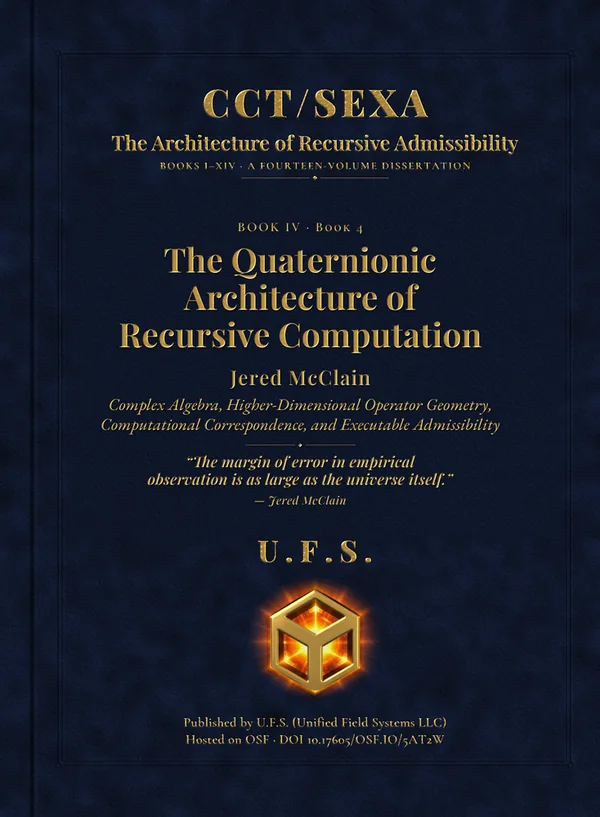 CCT/SEXA
The Architecture of Recursive Admissibility
BOOKS I–XIV · A FOURTEEN-VOLUME DISSERTATION
BOOK IV · Book 4
The Quaternionic
Architecture of
Recursive Computation
Jered McClain
Complex Algebra, Higher-Dimensional Operator Geometry,
Computational Correspondence, and Executable Admissibility
“The margin of error in empirical
observation is as large as the universe itself.”
— Jered McClain
U.F.S.
Published by U.F.S. (Unified Field Systems LLC)
Hosted on OSF · DOI 10.17605/OSF.IO/5AT2W